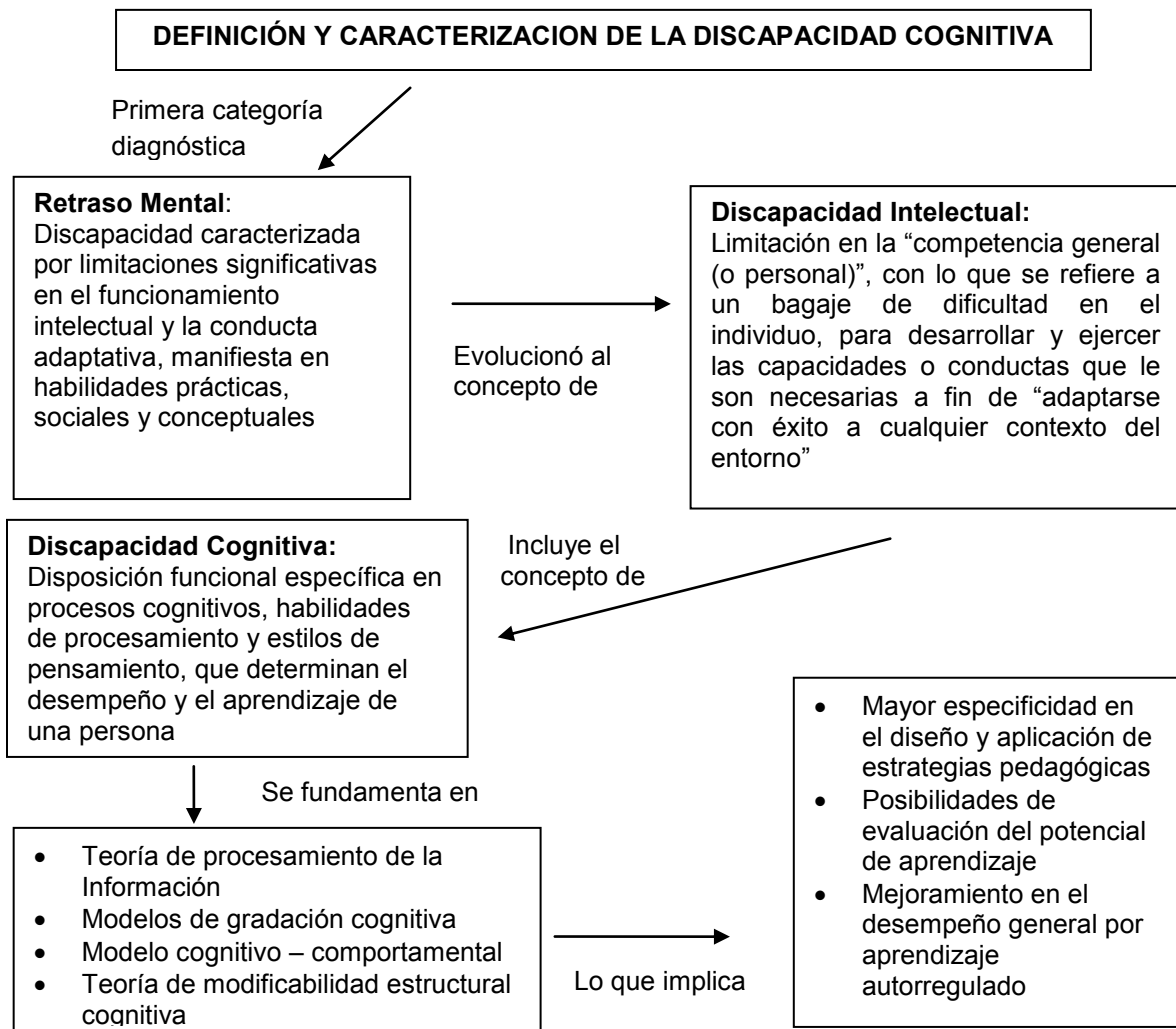 DEFINICIÓN Y CARACTERIZACION DE LA DISCAPACIDAD COGNITIVA
Primera categoría
diagnóstica
Retraso Mental:
Discapacidad caracterizada
por limitaciones significativas
en el funcionamiento
intelectual y la conducta
adaptativa, manifiesta en
habilidades prácticas,
sociales y conceptuales
Evolucionó al
concepto de
Discapacidad Intelectual:
Limitación en la “competencia general
(o personal)”, con lo que se refiere a
un bagaje de dificultad en el
individuo, para desarrollar y ejercer
las capacidades o conductas que le
son necesarias a fin de “adaptarse
con éxito a cualquier contexto del
entorno”
Incluye el
concepto de
Discapacidad Cognitiva:
Disposición funcional específica en
procesos cognitivos, habilidades
de procesamiento y estilos de
pensamiento, que determinan el
desempeño y el aprendizaje de
una persona
Se fundamenta en
• Teoría de procesamiento de la
Información
• Modelos de gradación cognitiva
• Modelo cognitivo – comportamental
• Teoría de modificabilidad estructural
cognitiva
Lo que implica
• Mayor especificidad en
el diseño y aplicación de
estrategias pedagógicas
• Posibilidades de
evaluación del potencial
de aprendizaje
• Mejoramiento en el
desempeño general por
aprendizaje
autorregulado